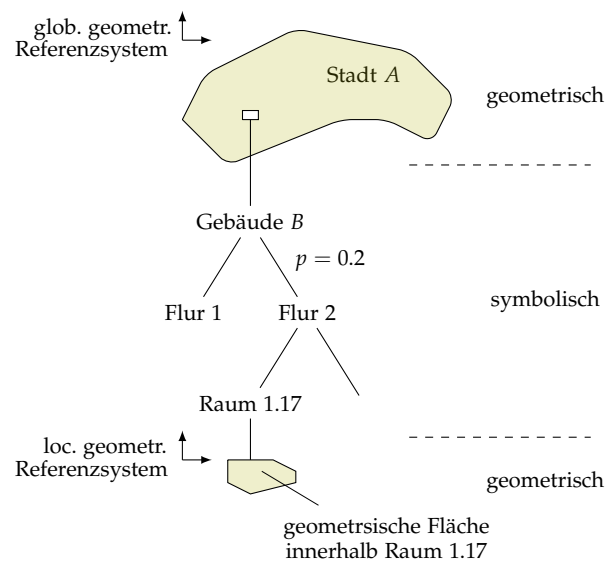 glob. geometr.
Referenzsystem
Stadt A
geometrisch
Gebäude B
p = 0.2
Flur 1
Flur 2
symbolisch
Raum 1.17
loc. geometr.
Referenzsystem
geometrisch
geometrsische Fläche
innerhalb Raum 1.17